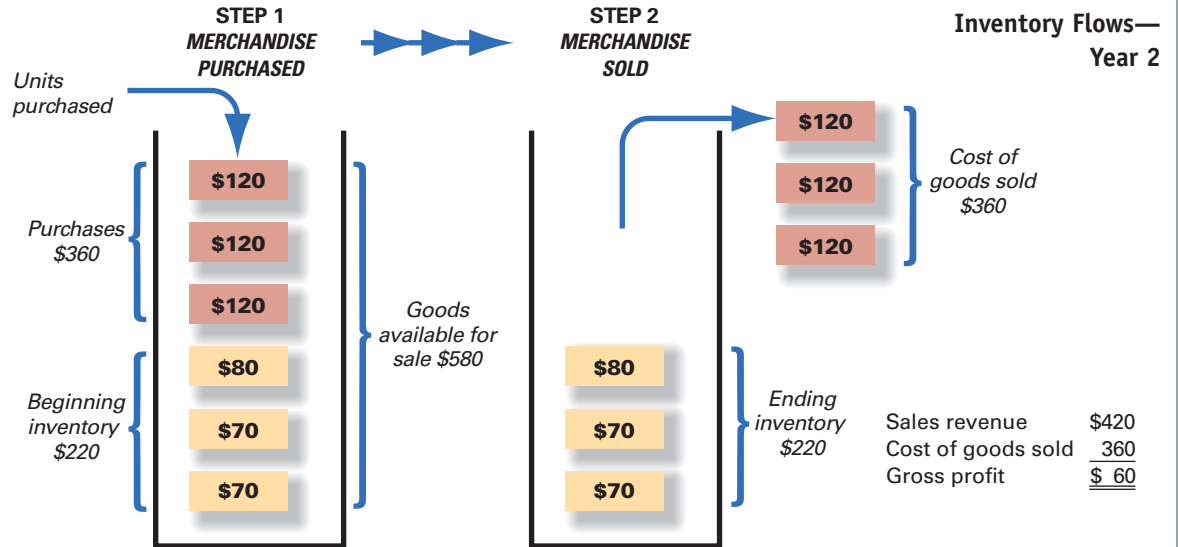 STEP 1
MERCHANDISE
PURCHASED
STEP 2
MERCHANDISE
SOLD
Inventory Flows—
Year 2
Units
purchased
$120
$120
$120
$80
$70
$70
Purchases
$360
Beginning
inventory
$220
Goods
available for
sale $580
$80
$70
$70
$120
$120
$120
Cost of
goods sold
$360
Ending
inventory
$220
Sales revenue $420
Cost of goods sold 360
Gross profit $ 60